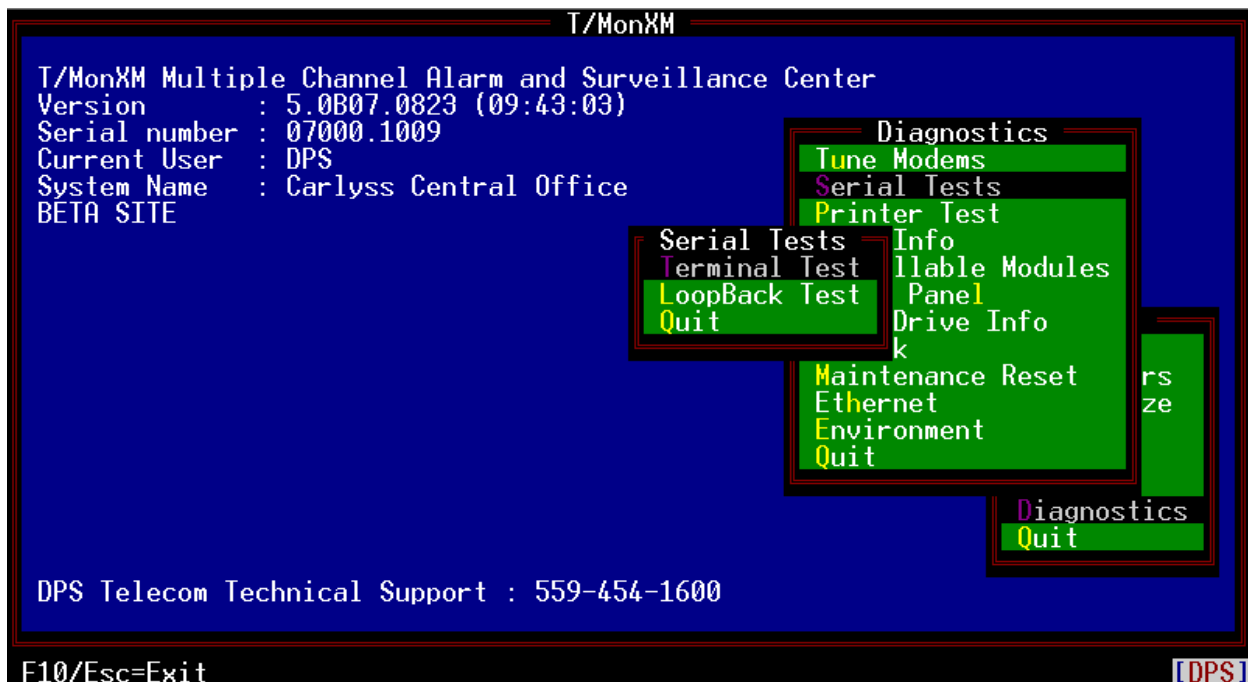 T/MonXM
T/MonXM Multiple Channel Alarm and Surveillance Center
Version : 5.0B07.0823 (09:43:03)
Serial number : 07000.1009
Current User : DPS
System Name : Carlyss Central Office
BETA SITE
Diagnostics
Tune Modems
Serial Tests
Printer Test
Info
llable Modules
Panel
Drive Info
k
Maintenance Reset
Ethernet
Environment
Quit
Serial Tests
Terminal Test
LoopBack Test
Quit
rs
ze
Diagnostics
Quit
DPS Telecom Technical Support : 559-454-1600
F10/Esc=Exit
[DPS]